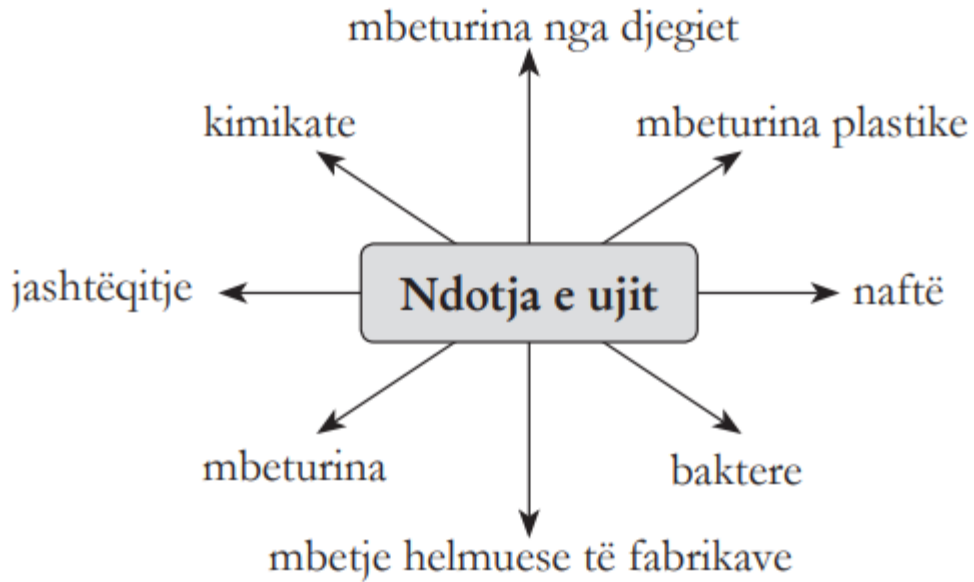 mbeturina nga djegiet
kimikate
mbeturina plastike
jashtëqitje
Ndotja e ujit
naftë
mbeturina
baktere
mbetje helmuese të fabrikave